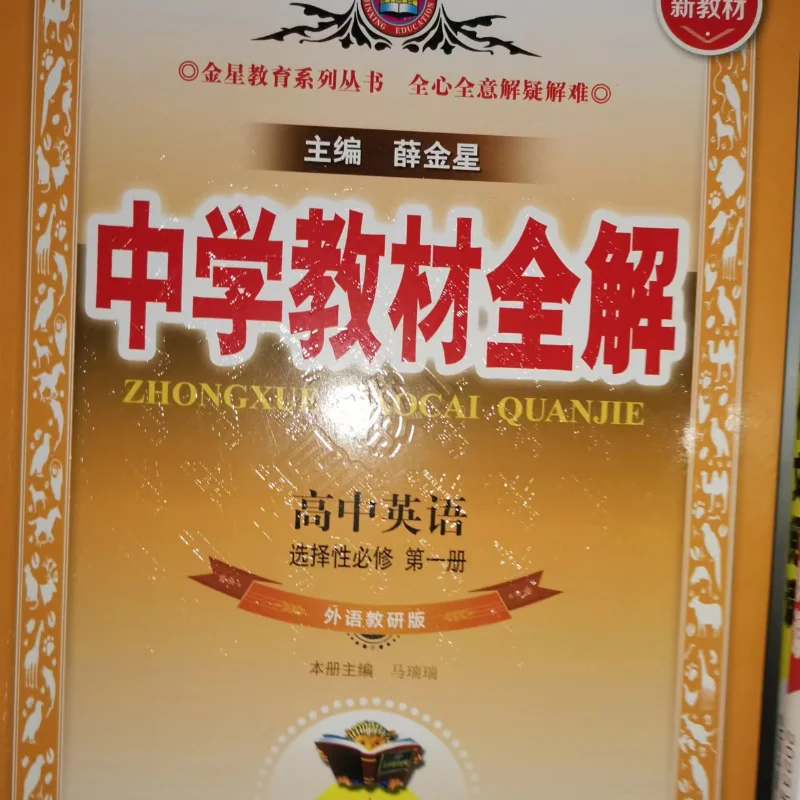 JINXING EDUCATION
新教材
◎金星教育系列丛书 全心全意解疑解难◎
主编 薛金星
中学教材全解
ZHONGXUE JIAOCAI QUANJIE
高中英语
选择性必修 第一册
外语教研版
本册主编 马瑞瑞